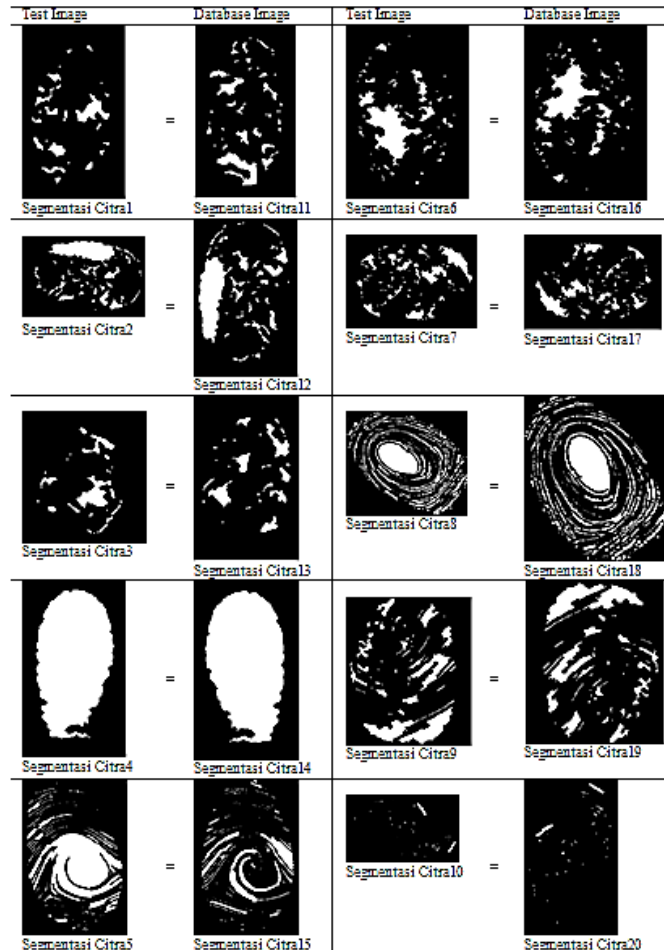 Test Image Database Image Test Image Database Image
= =
Segmentasi Citra1 Segmentasi Citra11 Segmentasi Citra6 Segmentasi Citra16
= =
Segmentasi Citra2 Segmentasi Citra12 Segmentasi Citra7 Segmentasi Citra17
= =
Segmentasi Citra3 Segmentasi Citra13 Segmentasi Citra8 Segmentasi Citra18
= =
Segmentasi Citra4 Segmentasi Citra14 Segmentasi Citra9 Segmentasi Citra19
= =
Segmentasi Citra5 Segmentasi Citra15 Segmentasi Citra10 Segmentasi Citra20